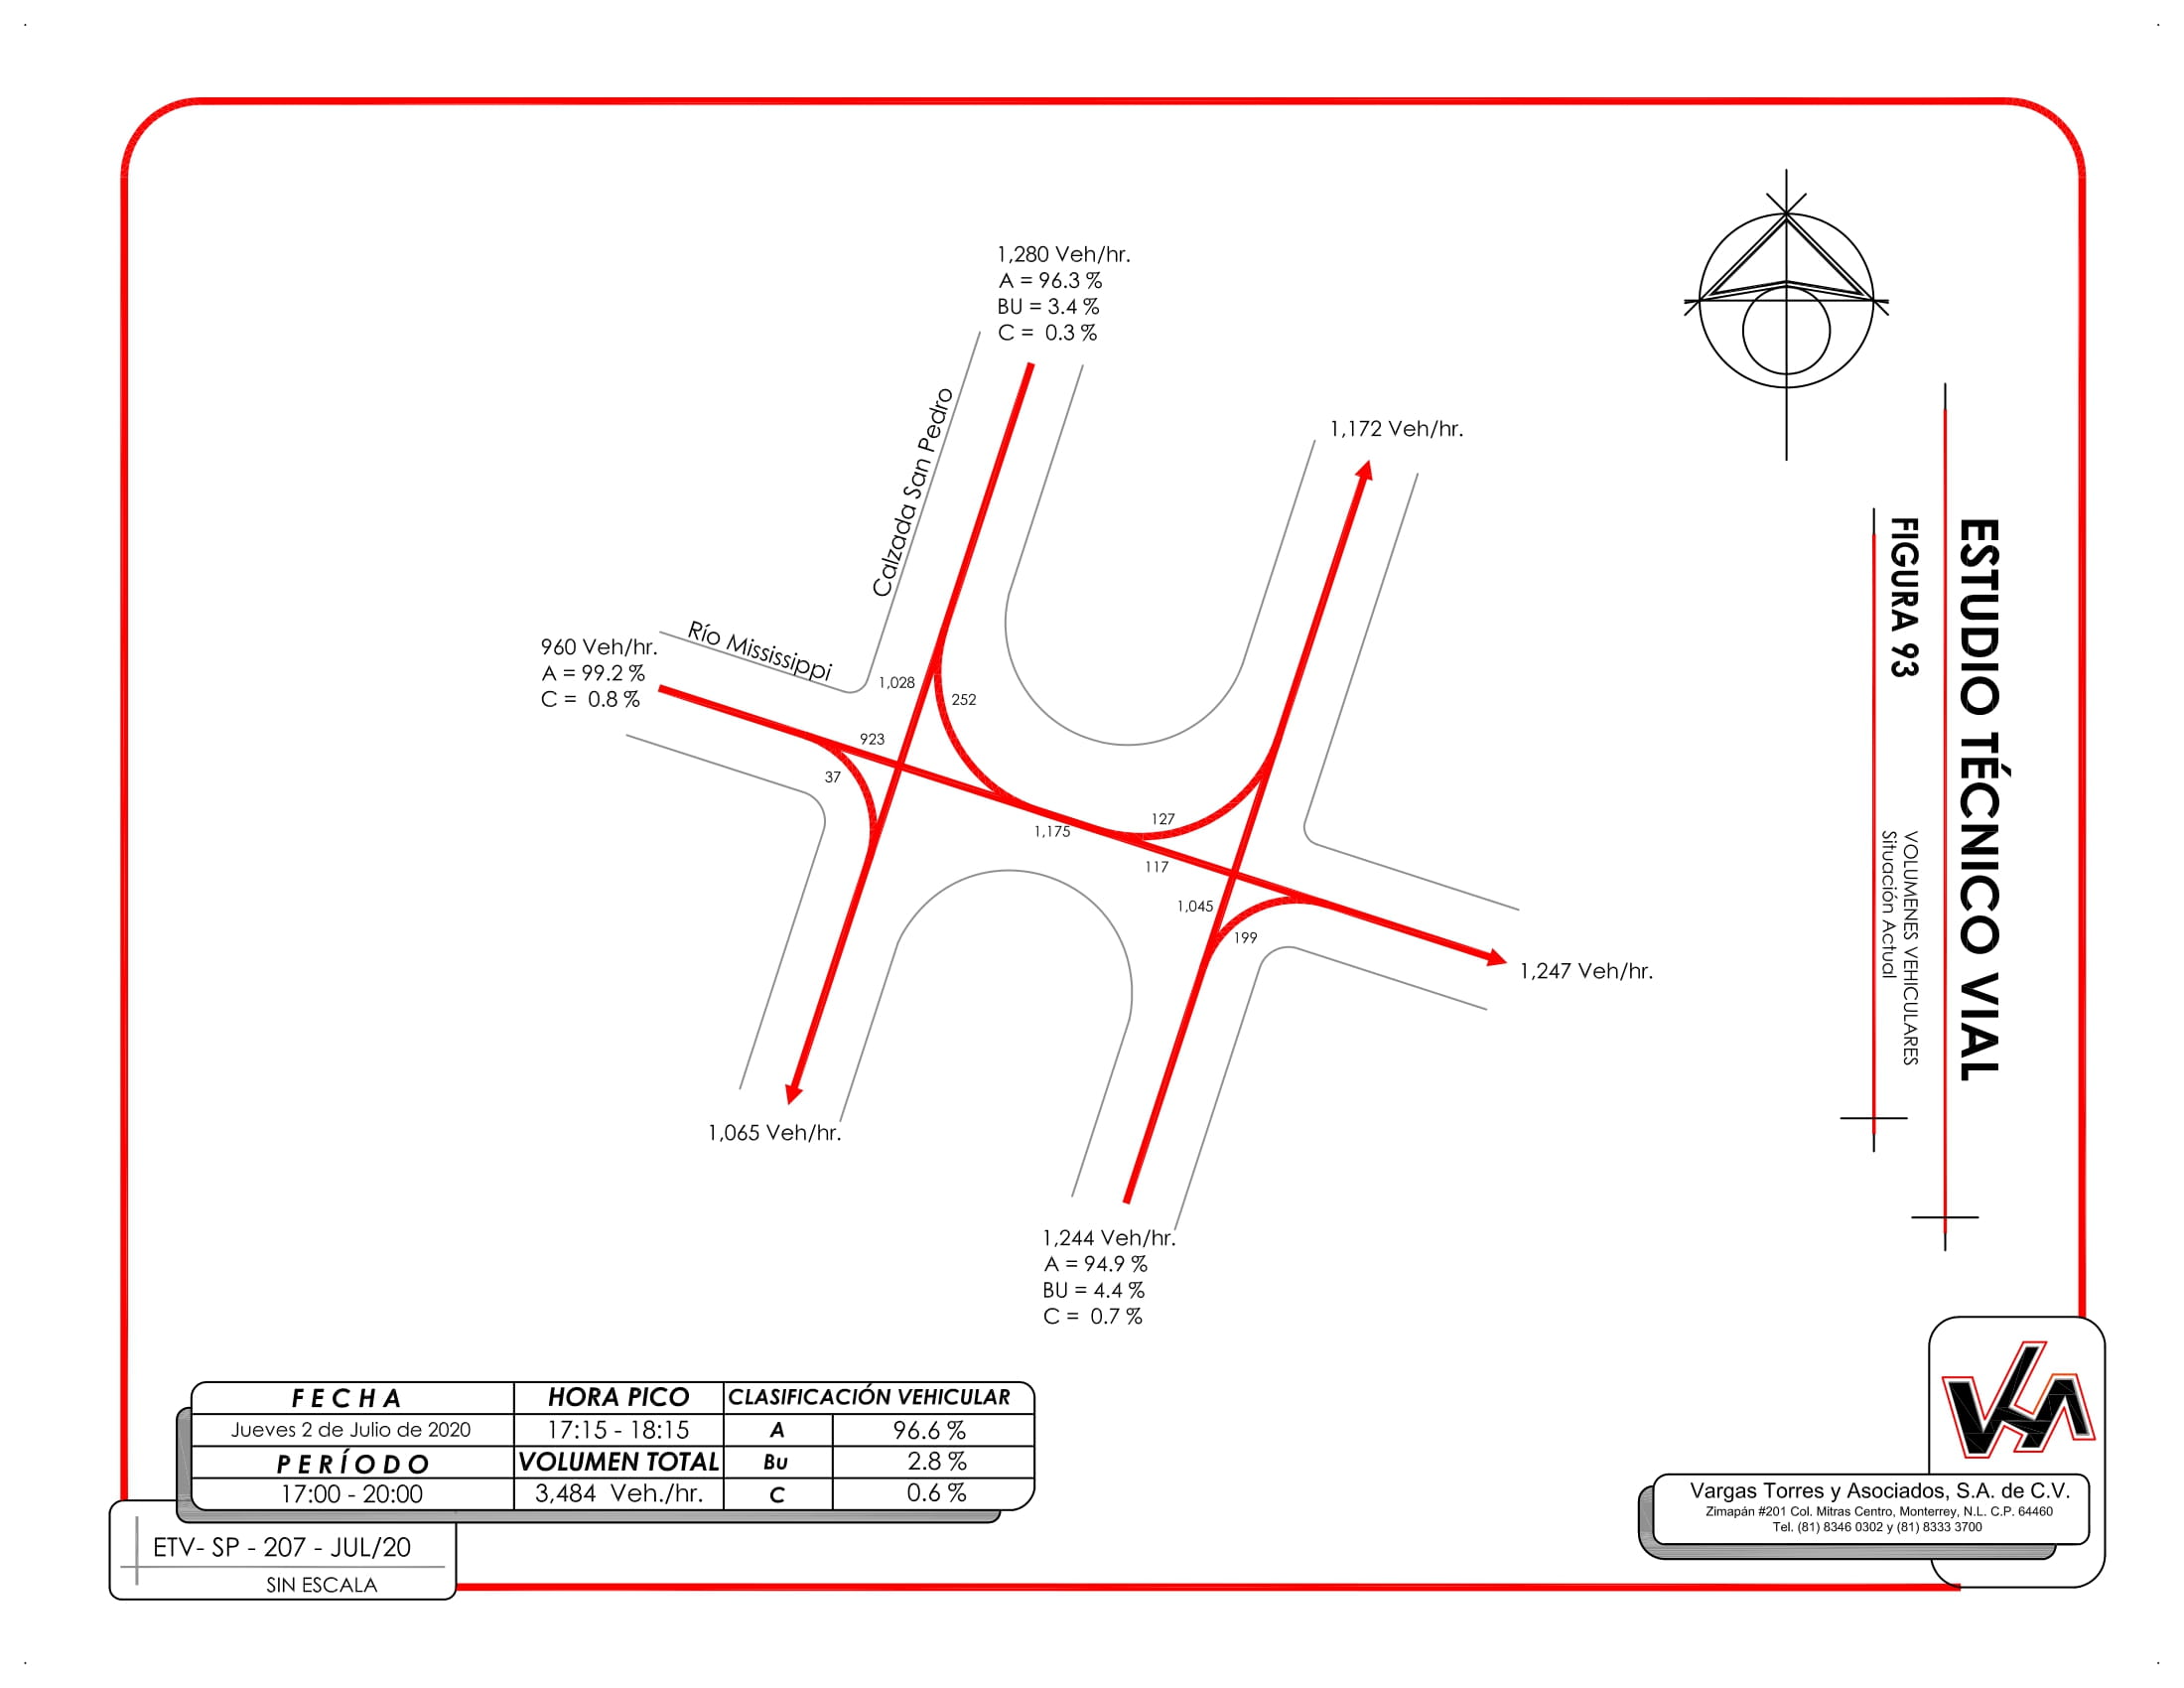 1,280 Veh/hr.
A = 96.3 %
BU = 3.4 %
C = 0.3 %
Calzada San Pedro
1,172 Veh/hr.
Río Mississippi
960 Veh/hr.
A = 99.2 %
C = 0.8 %
1,028
252
923
37
127
1,175
117
1,045
199
1,247 Veh/hr.
1,065 Veh/hr.
1,244 Veh/hr.
A = 94.9 %
BU = 4.4 %
C = 0.7 %
ESTUDIO TÉCNICO VIAL
FIGURA 93
VOLUMENES VEHICULARES
Situación Actual
FECHA
HORA PICO
CLASIFICACIÓN VEHICULAR
Jueves 2 de Julio de 2020
17:15 - 18:15
A
96.6 %
PERÍODO
VOLUMEN TOTAL
Bu
2.8 %
17:00 - 20:00
3,484 Veh./hr.
C
0.6 %
ETV- SP - 207 - JUL/20
SIN ESCALA
Vargas Torres y Asociados, S.A. de C.V.
Zimapán #201 Col. Mitras Centro, Monterrey, N.L. C.P. 64460
Tel. (81) 8346 0302 y (81) 8333 3700